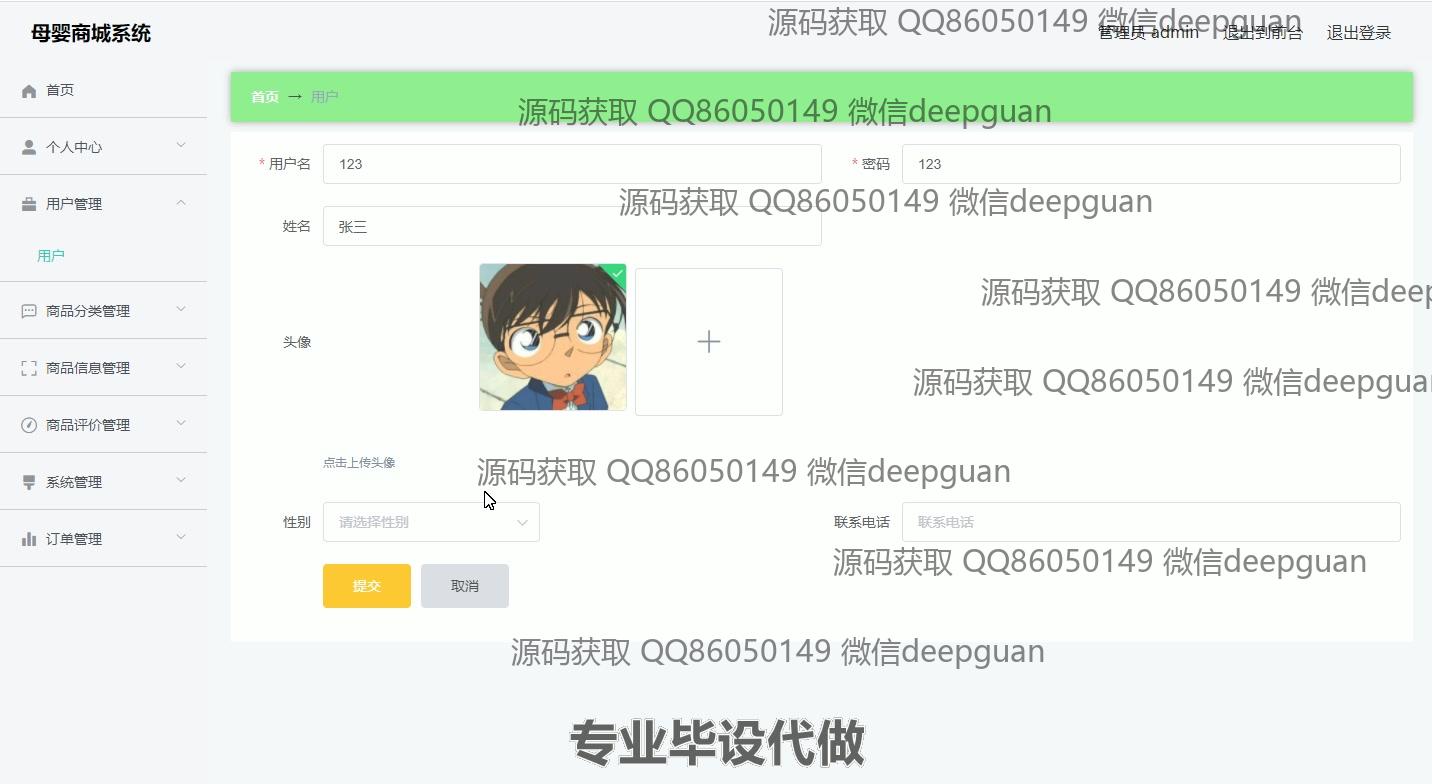 母婴商城系统
源码获取 QQ86050149 微信deepguan
管理员 admin
退出到前台
退出登录
首页
个人中心
用户管理
用户
商品分类管理
商品信息管理
商品评价管理
系统管理
订单管理
首页 → 用户
源码获取 QQ86050149 微信deepguan
* 用户名 123
* 密码 123
源码获取 QQ86050149 微信deepguan
姓名 张三
源码获取 QQ86050149 微信deep
头像
源码获取 QQ86050149 微信deepgua
点击上传头像
源码获取 QQ86050149 微信deepguan
性别 请选择性别
联系电话 联系电话
源码获取 QQ86050149 微信deepguan
提交 取消
源码获取 QQ86050149 微信deepguan
专业毕设代做